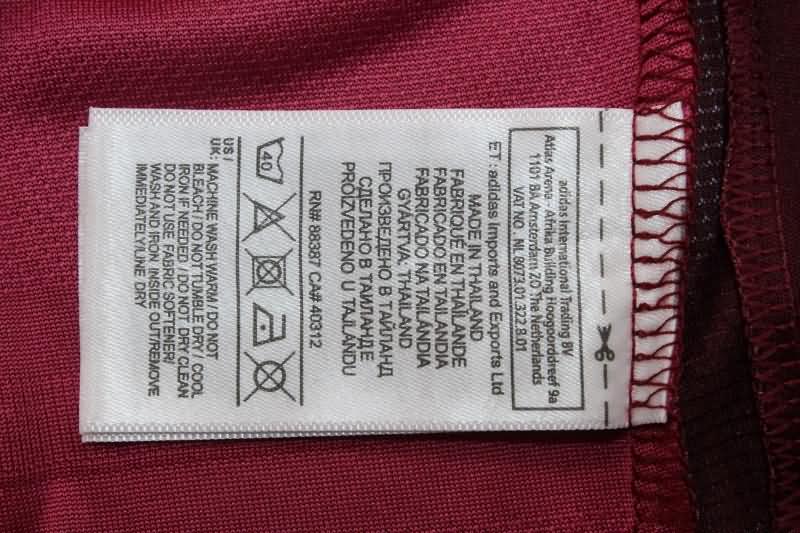 adidas International Trading BV
Atlas Arena - Afrika Building Hoogoorddreef 9a
1101 BA Amsterdam ZO The Netherlands
VAT NO. NL 8073.01.322.B.01
ET : adidas Imports and Exports Ltd
MADE IN THAILAND
FABRIQUÉ EN THAÏLANDE
FABRICADO EN TAILANDIA
FABRICADO NA TAILÂNDIA
GYÁRTVA, THAILAND
ПРОИЗВЕДЕНО В ТАЙЛАНД
СДЕЛАНО В ТАИЛАНДЕ
PROIZVEDENO U TAJLANDU
RN# 88387 CA# 40312
40
US /
UK: MACHINE WASH WARM / DO NOT
BLEACH / DO NOT TUMBLE DRY / COOL
IRON IF NEEDED / DO NOT DRY CLEAN
DO NOT USE FABRIC SOFTENER/
WASH AND IRON INSIDE OUT/REMOVE
IMMEDIATELY/LINE DRY